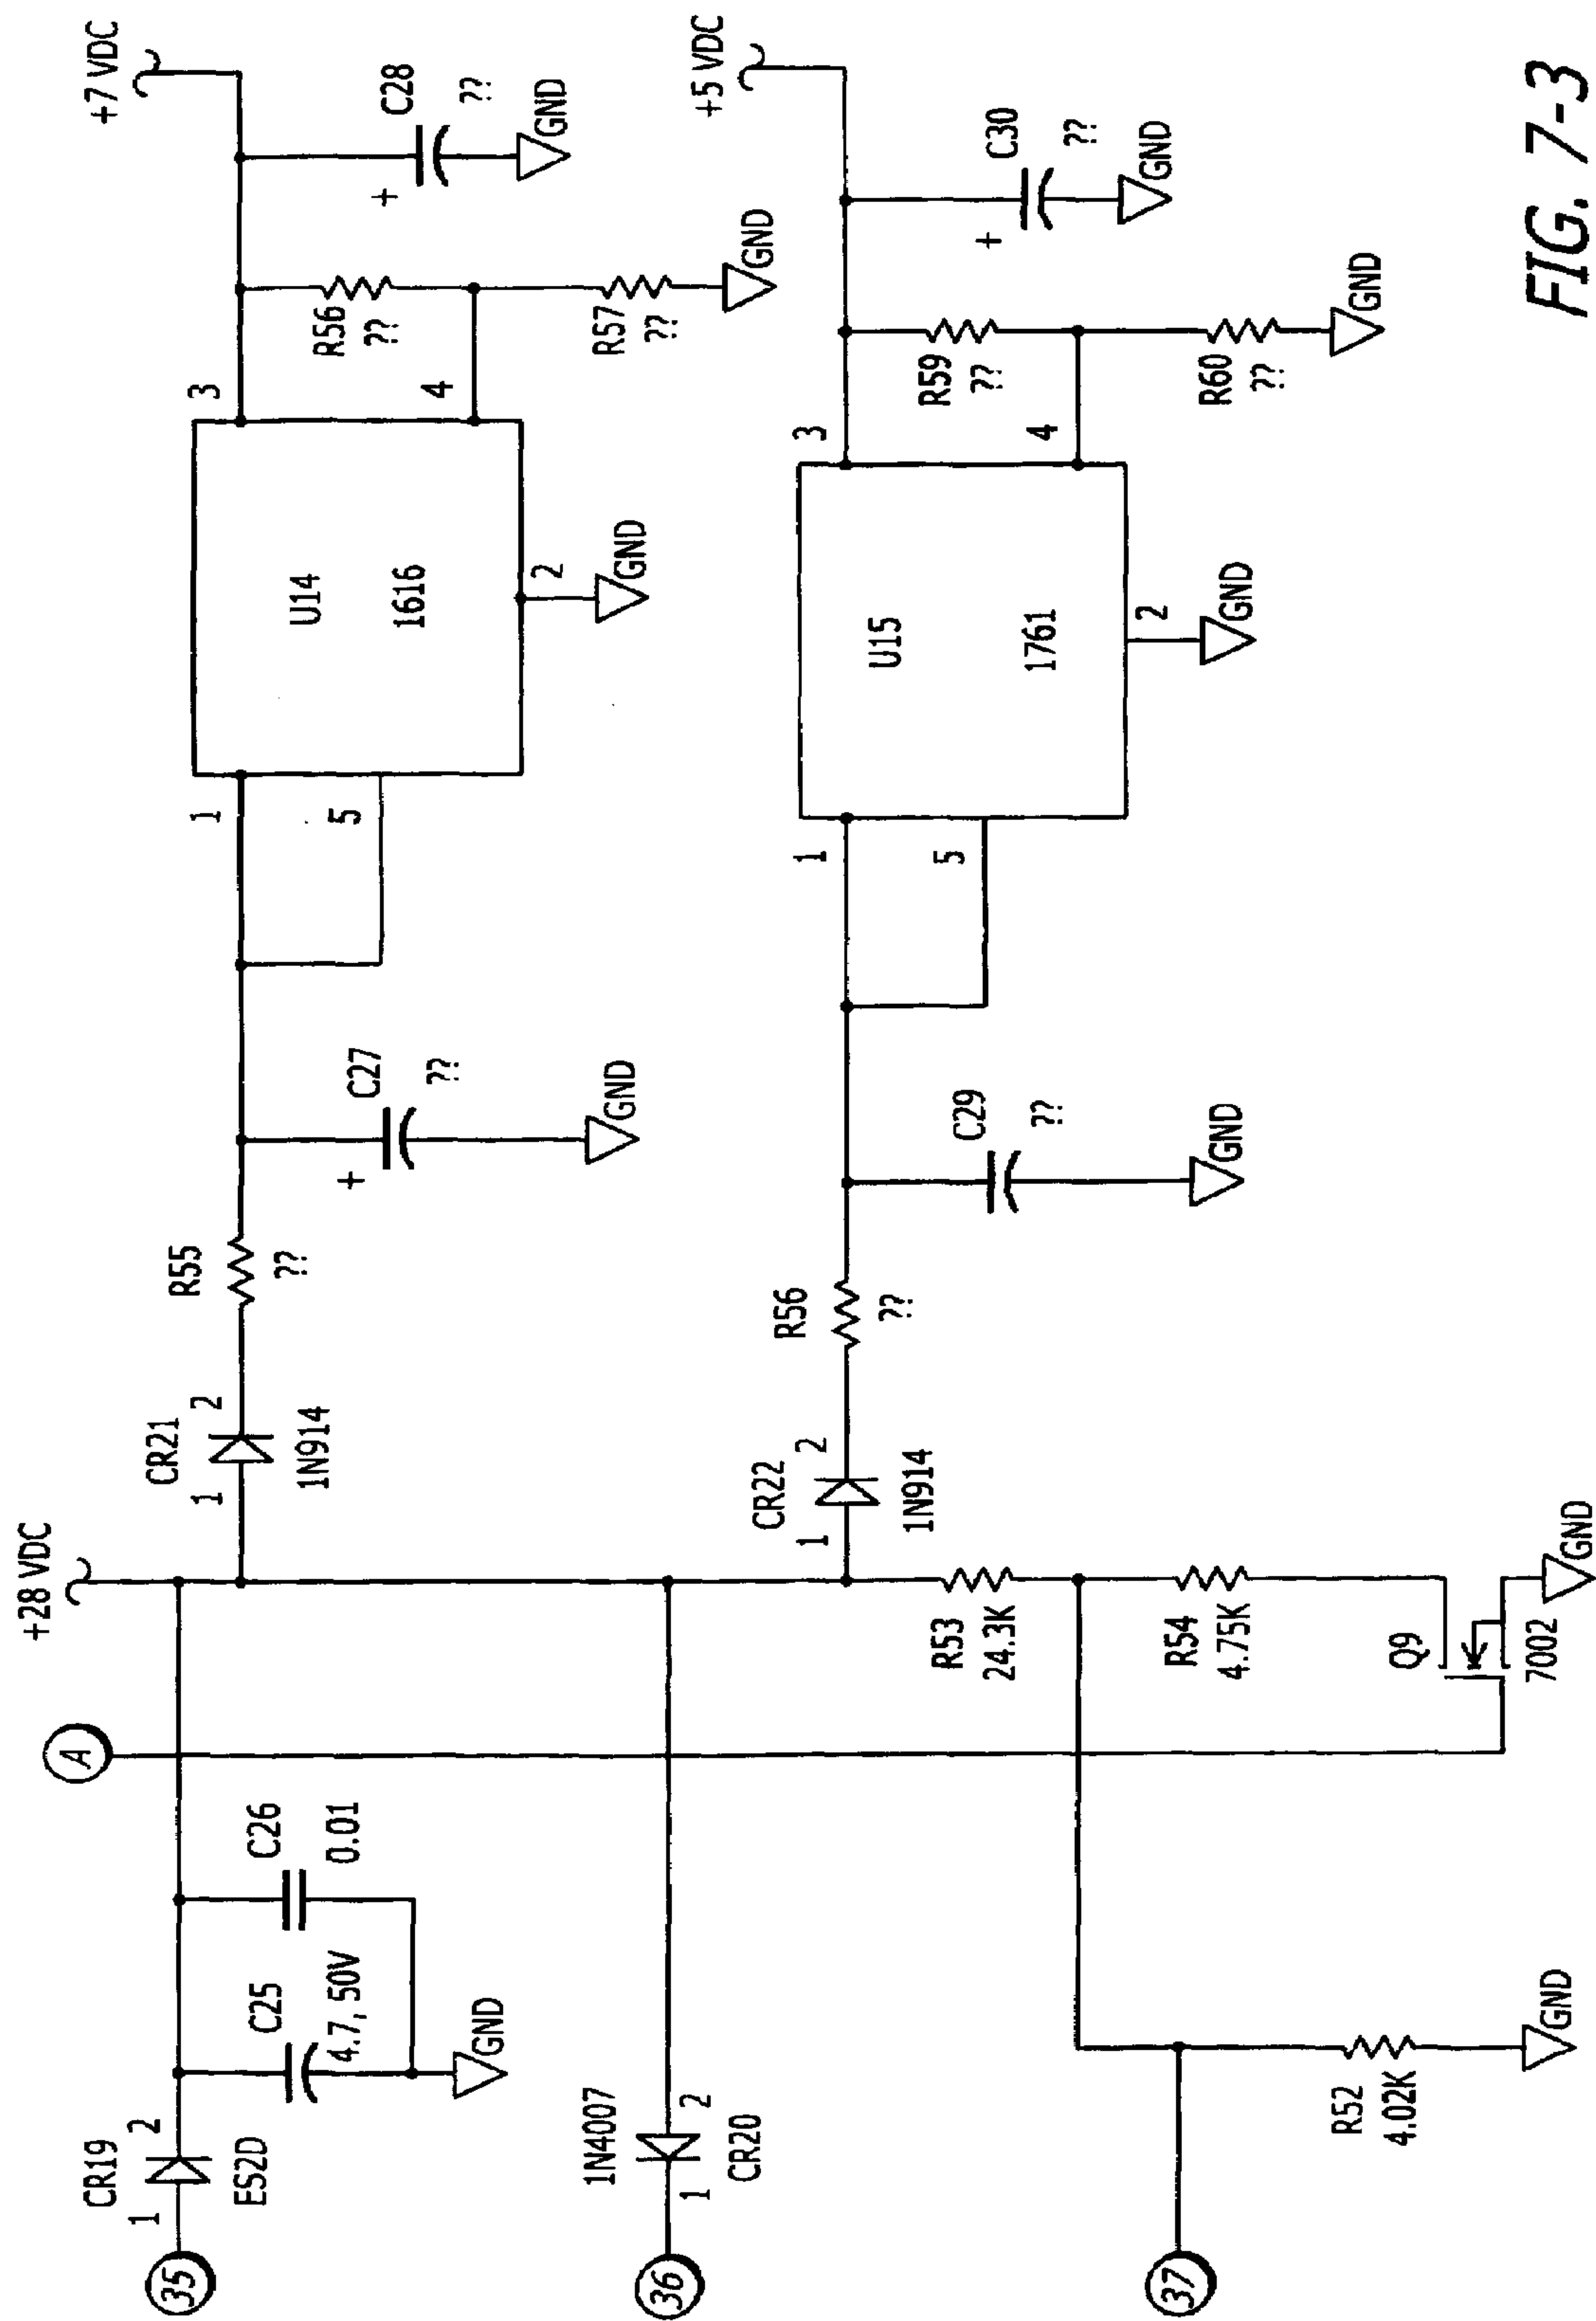 +28 VDC
+7 VDC
A
35
1
CR19
2
ES2D
C25
4.7, 50V
C26
0.01
GND
CR21
1
2
1N914
R55
??
C27
+
??
GND
1
5
U14
1616
2
GND
3
4
R56
??
R57
??
GND
C28
+
??
GND
36
1N4007
1
2
CR20
CR22
1
2
1N914
R56
??
C29
??
GND
1
5
U15
1761
2
GND
3
4
R59
??
R60
??
GND
+5 VDC
C30
+
??
GND
37
R52
4.02K
GND
R53
24.3K
R54
4.75K
Q9
7002
GND
FIG. 7-3